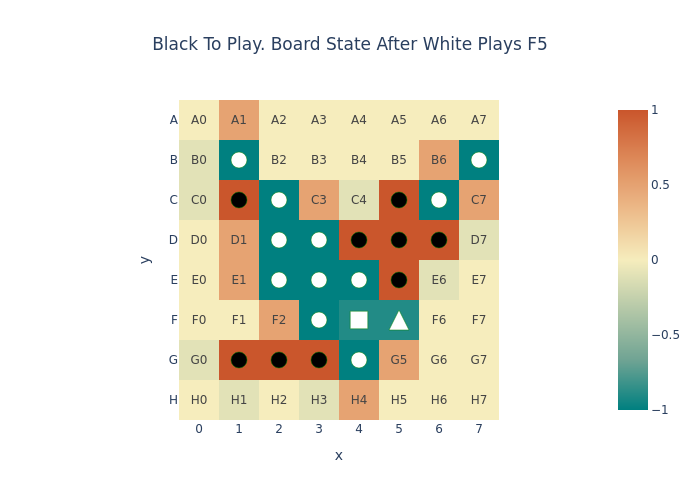 Black To Play. Board State After White Plays F5
A A0 A1 A2 A3 A4 A5 A6 A7 1
B B0 B2 B3 B4 B5 B6
C C0 C3 C4 C7 0.5
D D0 D1 D7
y
E E0 E1 E6 E7 0
F F0 F1 F2 F6 F7 −0.5
G G0 G5 G6 G7
H H0 H1 H2 H3 H4 H5 H6 H7 −1
0 1 2 3 4 5 6 7
x